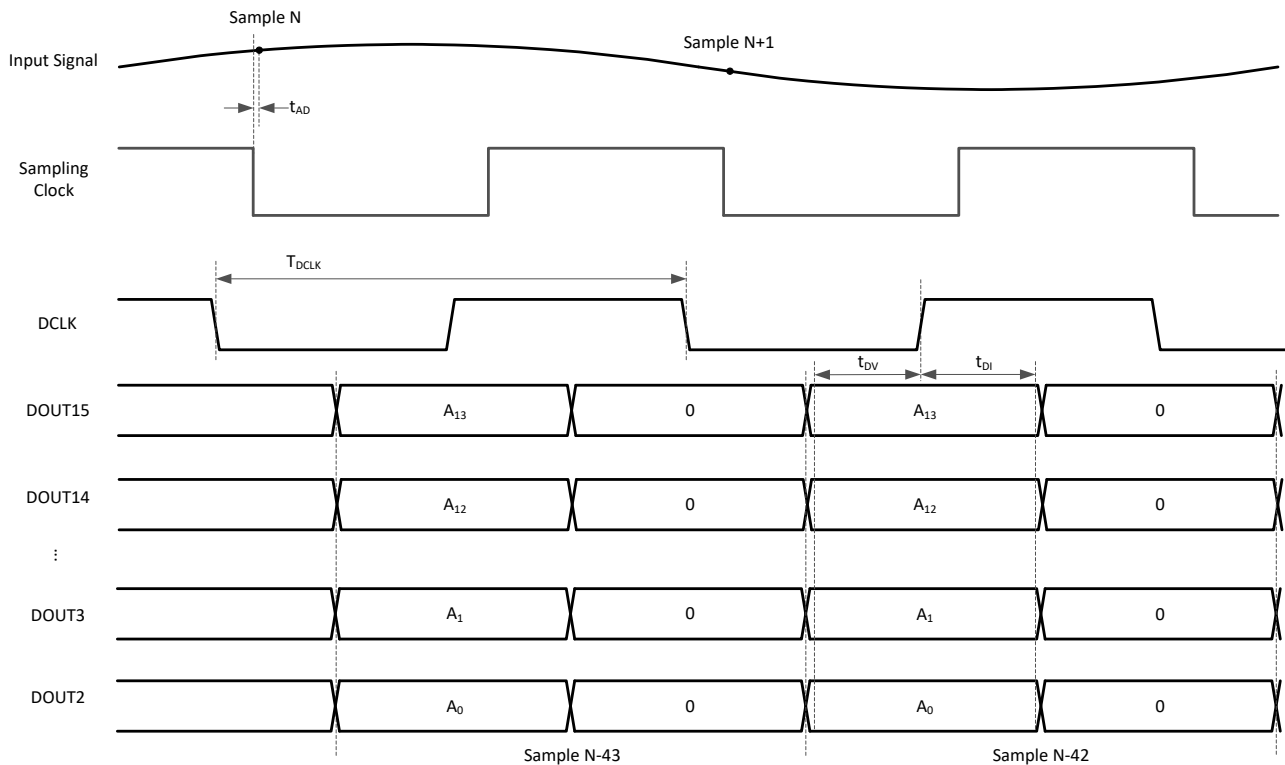 Sample N
Sample N+1
Input Signal
tAD
Sampling
Clock
TDCLK
DCLK
tDV
tDI
DOUT15
A13
0
A13
0
DOUT14
A12
0
A12
0
⋮
DOUT3
A1
0
A1
0
DOUT2
A0
0
A0
0
Sample N-43
Sample N-42